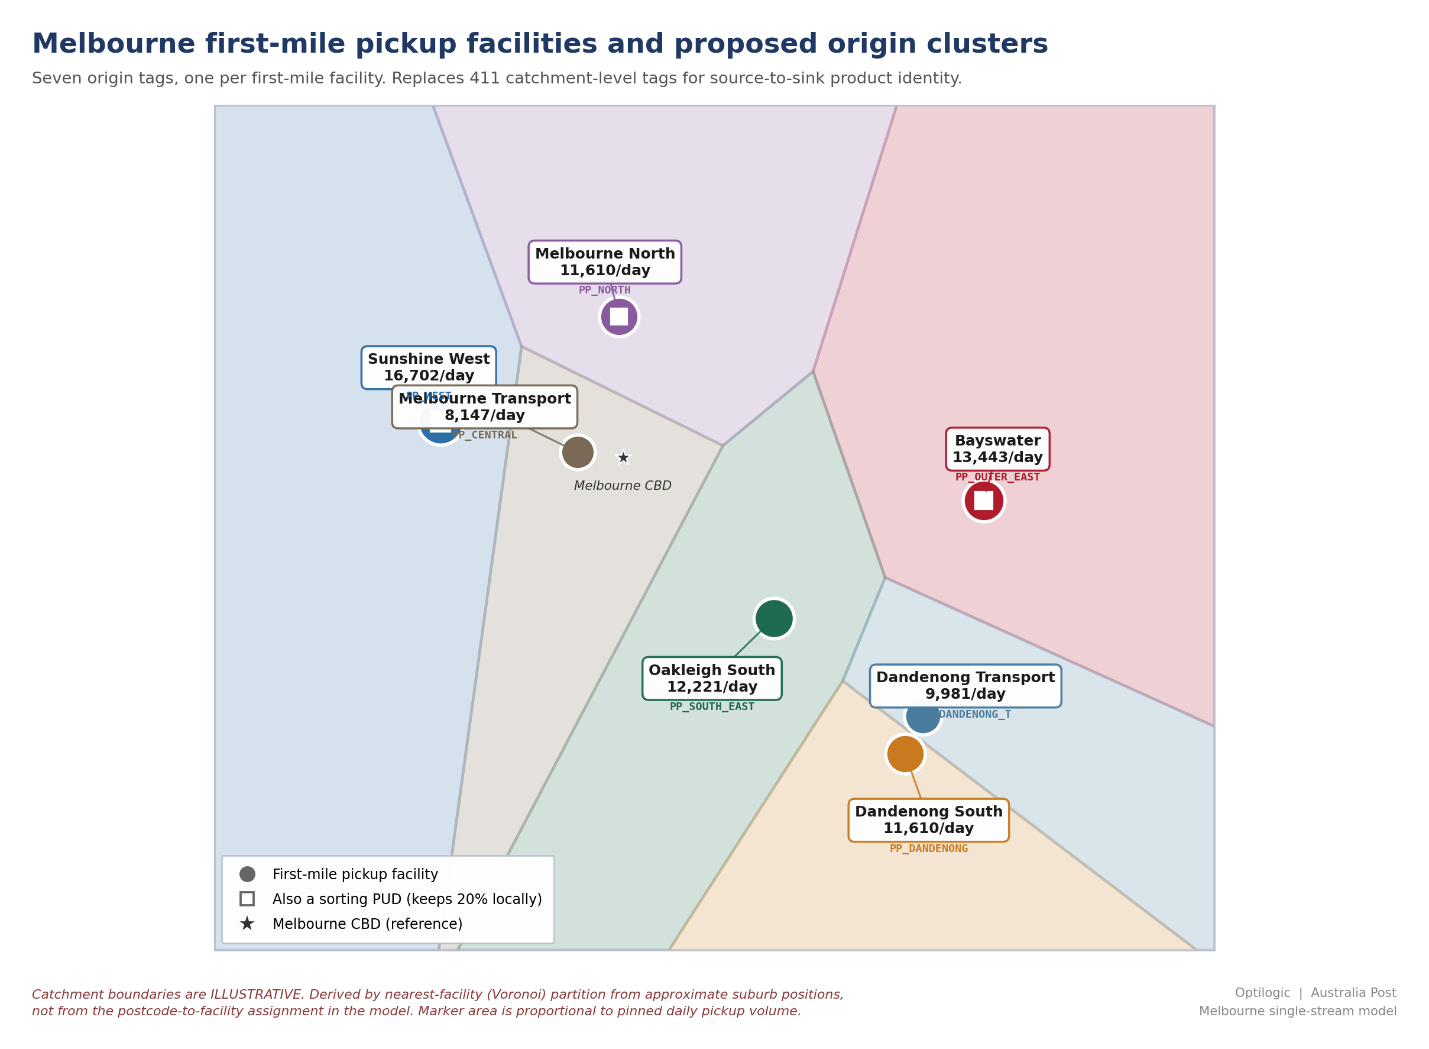 Melbourne first-mile pickup facilities and proposed origin clusters
Seven origin tags, one per first-mile facility. Replaces 411 catchment-level tags for source-to-sink product identity.
Melbourne North
11,610/day
PP_NORTH
Sunshine West
16,702/day
PP_WEST
Melbourne Transport
8,147/day
P_CENTRAL
Melbourne CBD
Bayswater
13,443/day
PP_OUTER_EAST
Oakleigh South
12,221/day
PP_SOUTH_EAST
Dandenong Transport
9,981/day
DANDENONG_T
Dandenong South
11,610/day
PP_DANDENONG
First-mile pickup facility
Also a sorting PUD (keeps 20% locally)
Melbourne CBD (reference)
Catchment boundaries are ILLUSTRATIVE. Derived by nearest-facility (Voronoi) partition from approximate suburb positions,
not from the postcode-to-facility assignment in the model. Marker area is proportional to pinned daily pickup volume.
Optilogic | Australia Post
Melbourne single-stream model